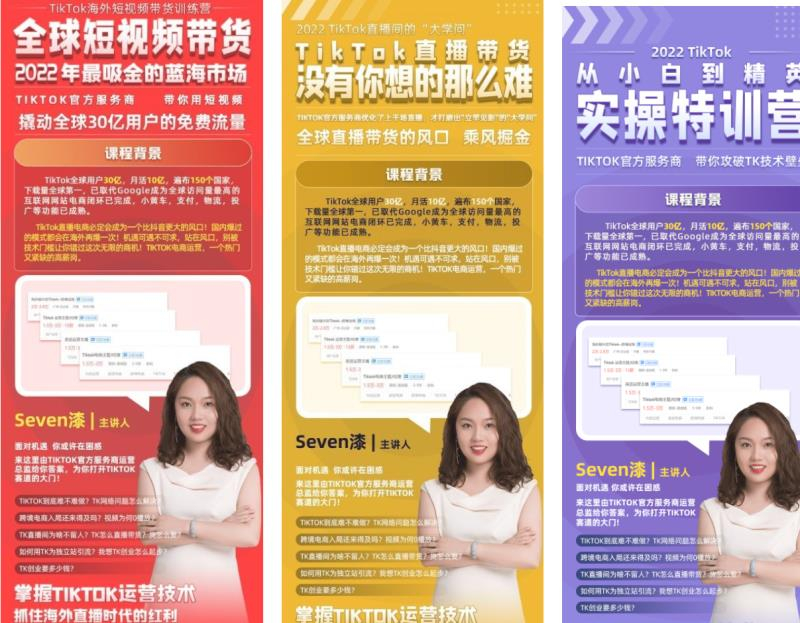 TikTok海外短视频带货训练营
全球短视频带货
2022年最吸金的蓝海市场
TIKTOK官方服务商 带你用短视频
撬动全球30亿用户的免费流量
课程背景
TikTok全球用户30亿，月活10亿，遍布150个国家，
下载量全球第一，已取代Google成为全球访问量最高的
互联网网站电商闭环已完成，小黄车，支付，物流，投
广等功能已成熟。
TikTok直播电商必定会成为一个比抖音更大的风口！国内爆过
的模式都会在海外再爆一次！机遇可遇不可求，站在风口，别被
技术门槛让你错过这次无限的商机！TIKTOK电商运营，一个热门
又紧缺的高薪岗。
Seven漆 | 主讲人
面对机遇 你或许在困惑
来这里由TIKTOK官方服务商运营
总监给你答案，为你打开TIKTOK
赛道的大门！
TIKTOK到底难不难做？TK网络问题怎么解决？
跨境电商入局还来得及吗？视频为何0播放？
TK直播间为啥不留人？TK怎么直播带货？
如何用TK为独立站引流？我想TK创业怎么起步？
TK创业要多少钱？
掌握TIKTOK运营技术
抓住海外直播时代的红利
2022 TikTok直播间的“大学问”
TikTok直播带货
没有你想的那么难
TIKTOK官方服务商优化了上千场直播，才打磨出“立竿见影”的“大学问”
全球直播带货的风口 乘风掘金
课程背景
TikTok全球用户30亿，月活10亿，遍布150个国家，
下载量全球第一，已取代Google成为全球访问量最高的
互联网网站电商闭环已完成，小黄车，支付，物流，投
广等功能已成熟。
TikTok直播电商必定会成为一个比抖音更大的风口！国内爆过
的模式都会在海外再爆一次！机遇可遇不可求，站在风口，别被
技术门槛让你错过这次无限的商机！TIKTOK电商运营，一个热门
又紧缺的高薪岗。
Seven漆 | 主讲人
面对机遇 你或许在困惑
来这里由TIKTOK官方服务商运营
总监给你答案，为你打开TIKTOK
赛道的大门！
TIKTOK到底难不难做？TK网络问题怎么解决？
跨境电商入局还来得及吗？视频为何0播放？
TK直播间为啥不留人？TK怎么直播带货？
如何用TK为独立站引流？我想TK创业怎么起步？
TK创业要多少钱？
掌握TIKTOK运营技术
2022 TikTok
从小白到精英
实操特训营
TIKTOK官方服务商 带你攻破TK技术壁
课程背景
TikTok全球用户30亿，月活10亿，遍布150个国
下载量全球第一，已取代Google成为全球访问量最高
互联网网站电商闭环已完成，小黄车，支付，物流，投
广等功能已成熟。
TikTok直播电商必定会成为一个比抖音更大的风口！国内
的模式都会在海外再爆一次！机遇可遇不可求，站在风口，别被
技术门槛让你错过这次无限的商机！TIKTOK电商运营，一个
又紧缺的高薪岗。
Seven漆 | 主讲人
面对机遇 你或许在困惑
来这里由TIKTOK官方服务商运营
总监给你答案，为你打开TIKTOK
赛道的大门！
TIKTOK到底难不难做？TK网络问题怎么解
跨境电商入局还来得及吗？视频为何0播放？
TK直播间为啥不留人？TK怎么直播带货？
如何用TK为独立站引流？我想TK创业怎么起步？
TK创业要多少钱？